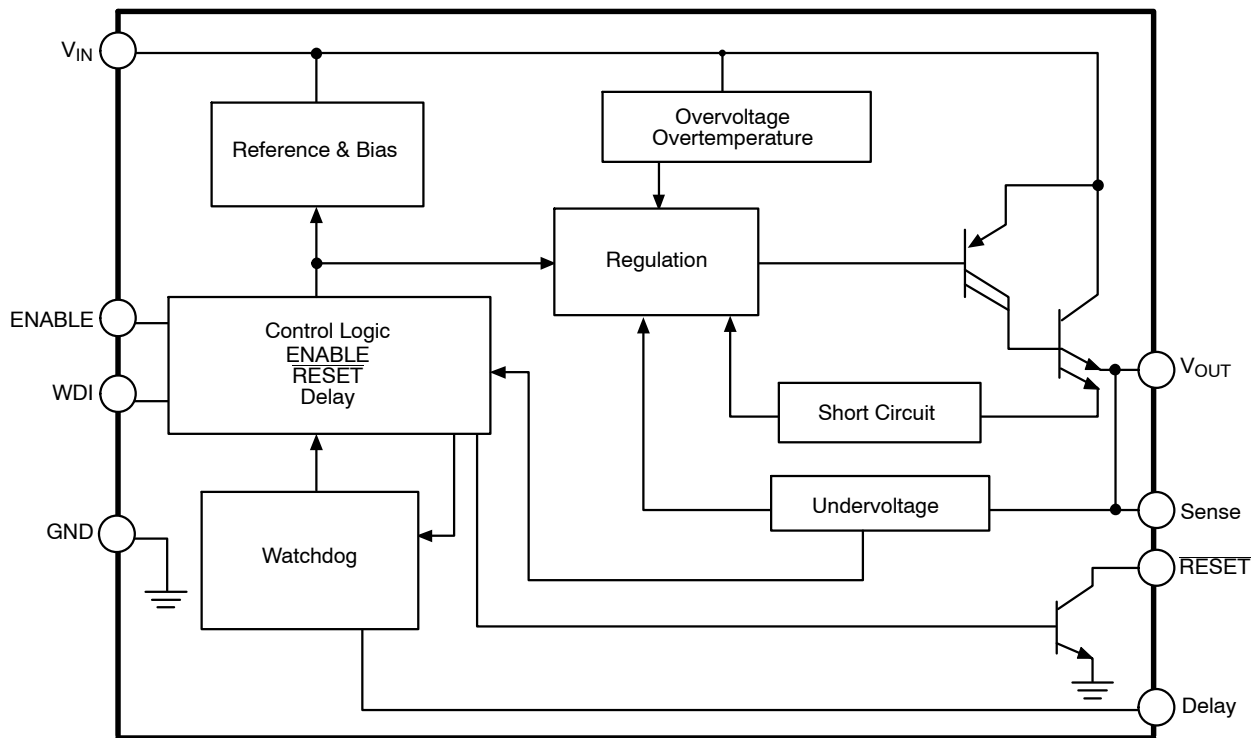 VIN
Overvoltage
Overtemperature
Reference & Bias
Regulation
ENABLE
Control Logic
ENABLE
RESET
Delay
WDI
VOUT
Short Circuit
Undervoltage
Sense
GND
Watchdog
RESET
Delay